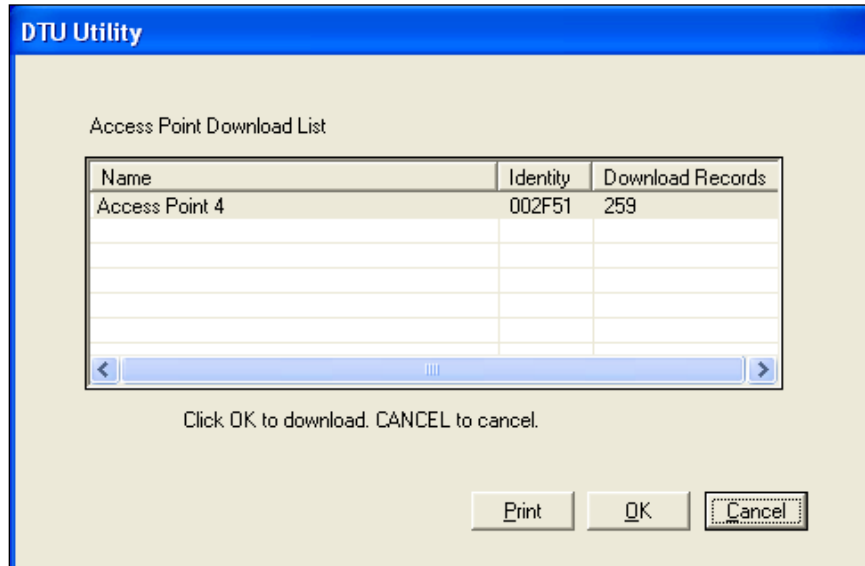 DTU Utility
Access Point Download List
Name Identity Download Records
Access Point 4 002F51 259
Click OK to download. CANCEL to cancel.
Print OK Cancel